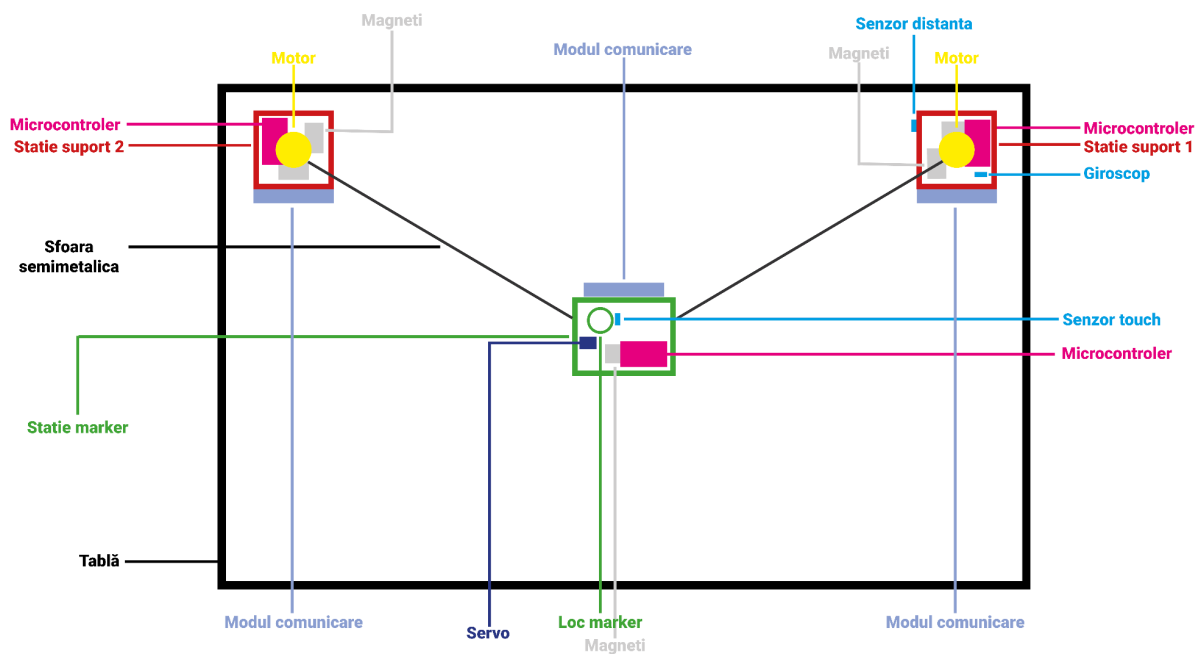 Magneti
Senzor distanta
Modul comunicare
Magneti
Motor
Motor
Microcontroler
Statie suport 2
Microcontroler
Statie suport 1
Giroscop
Sfoara
semimetalica
Senzor touch
Microcontroler
Statie marker
Tablă
Modul comunicare
Servo
Loc marker
Magneti
Modul comunicare